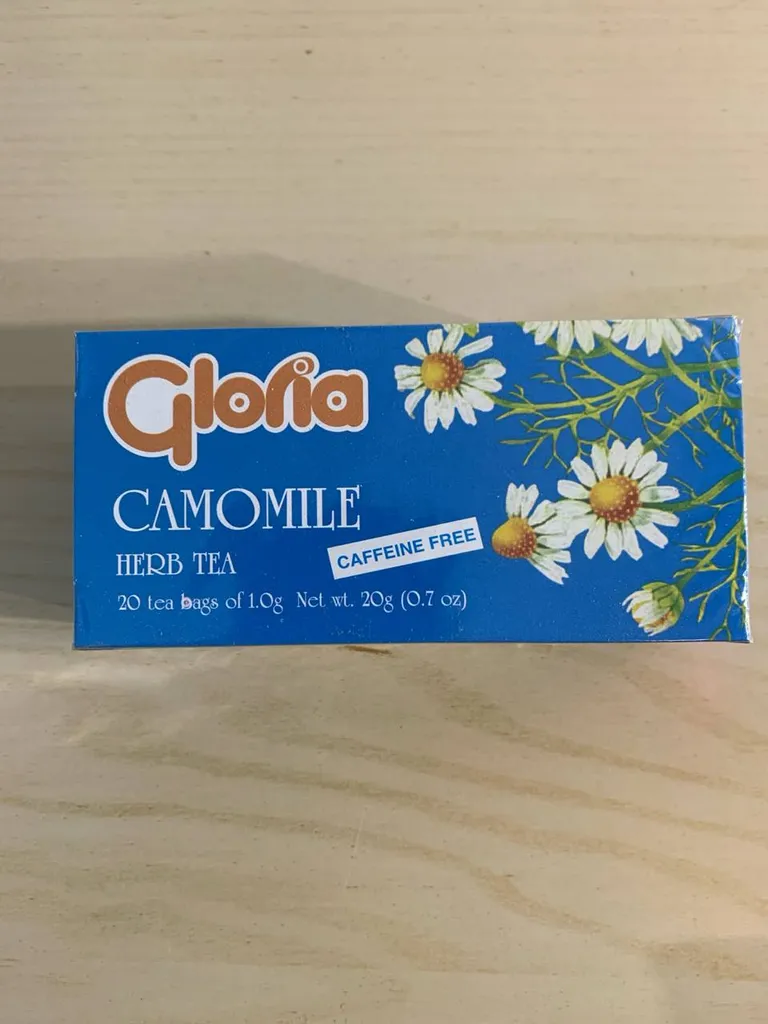 Gloria
CAMOMILE
HERB TEA
CAFFEINE FREE
20 tea bags of 1.0g Net wt. 20g (0.7 oz)